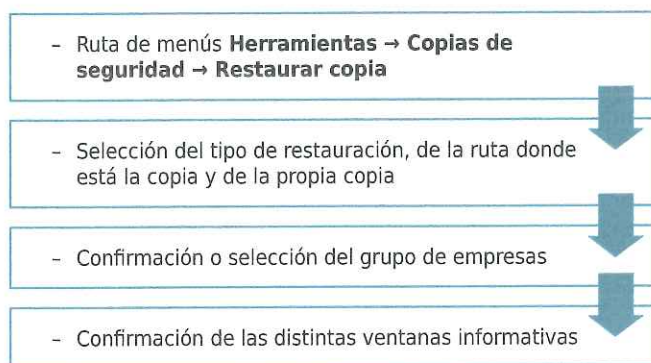 – Ruta de menús Herramientas → Copias de
seguridad → Restaurar copia
– Selección del tipo de restauración, de la ruta donde
está la copia y de la propia copia
– Confirmación o selección del grupo de empresas
– Confirmación de las distintas ventanas informativas